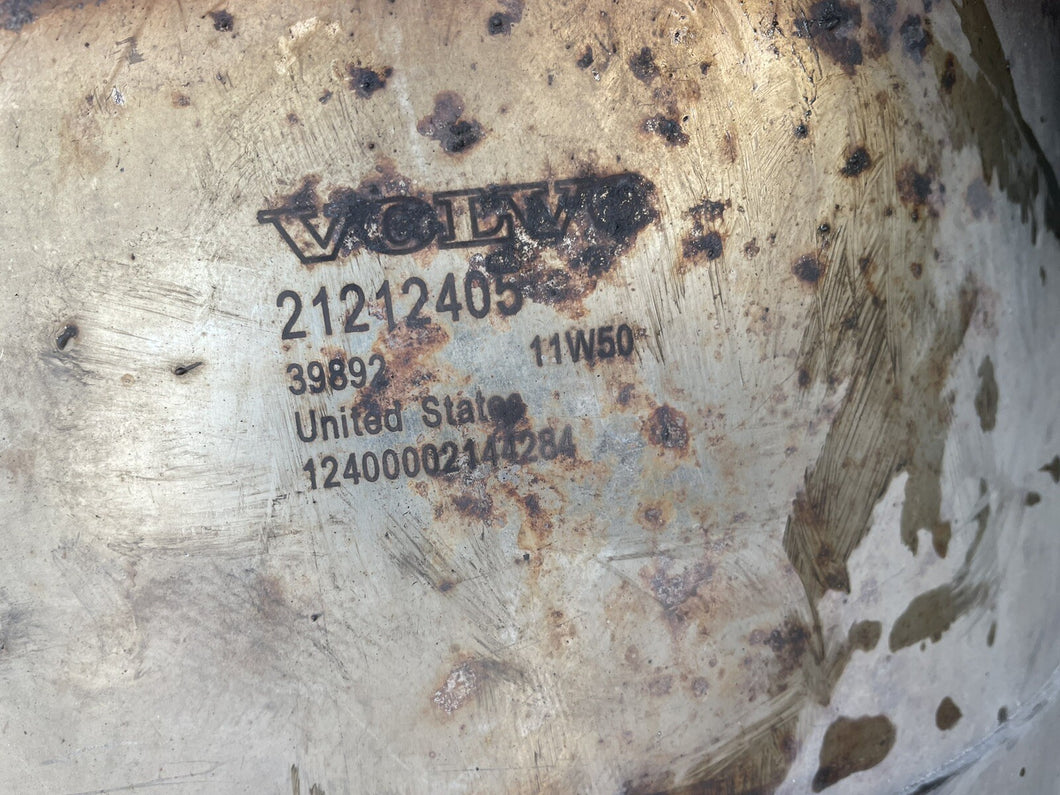 VOLVO
21212405
39892 11W50
United States
12400002144284